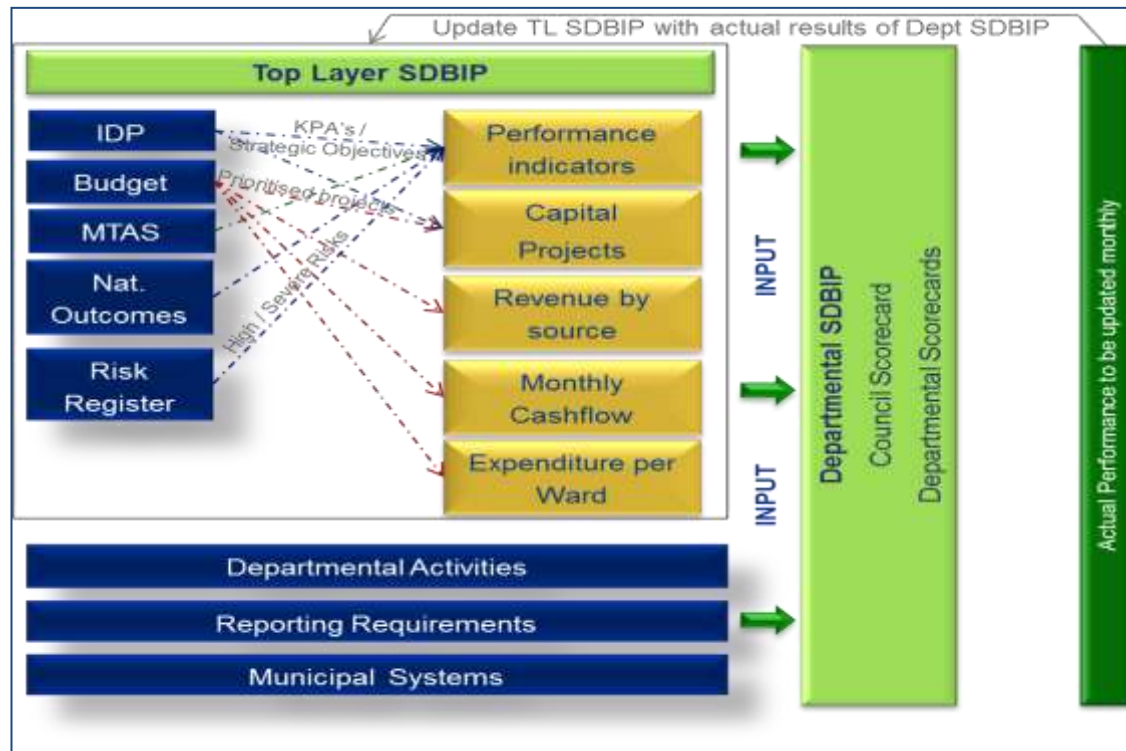 Update TL SDBIP with actual results of Dept SDBIP
Top Layer SDBIP
IDP
Budget
MTAS
Nat.
Outcomes
Risk
Register
KPA's /
Strategic Objectives
Prioritised projects
High / Severe Risks
Performance
indicators
Capital
Projects
Revenue by
source
Monthly
Cashflow
Expenditure per
Ward
INPUT
INPUT
Departmental SDBIP
Council Scorecard
Departmental Scorecards
Actual Performance to be updated monthly
Departmental Activities
Reporting Requirements
Municipal Systems